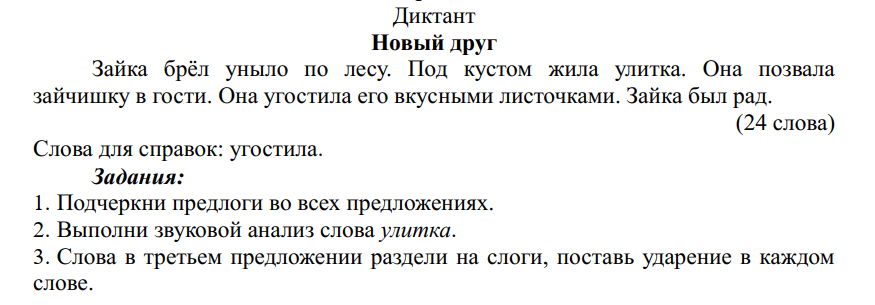 Диктант
Новый друг
Зайка брёл уныло по лесу. Под кустом жила улитка. Она позвала
зайчишку в гости. Она угостила его вкусными листочками. Зайка был рад.
(24 слова)
Слова для справок: угостила.
Задания:
1. Подчеркни предлоги во всех предложениях.
2. Выполни звуковой анализ слова улитка.
3. Слова в третьем предложении раздели на слоги, поставь ударение в каждом
слове.